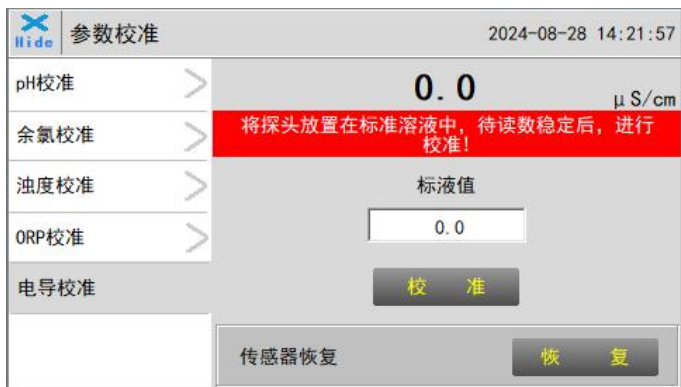 Hide
参数校准
2024-08-28 14:21:57
pH校准
余氯校准
浊度校准
ORP校准
电导校准
0.0
μS/cm
将探头放置在标准溶液中，待读数稳定后，进行
校准！
标液值
0.0
校 准
传感器恢复
恢 复